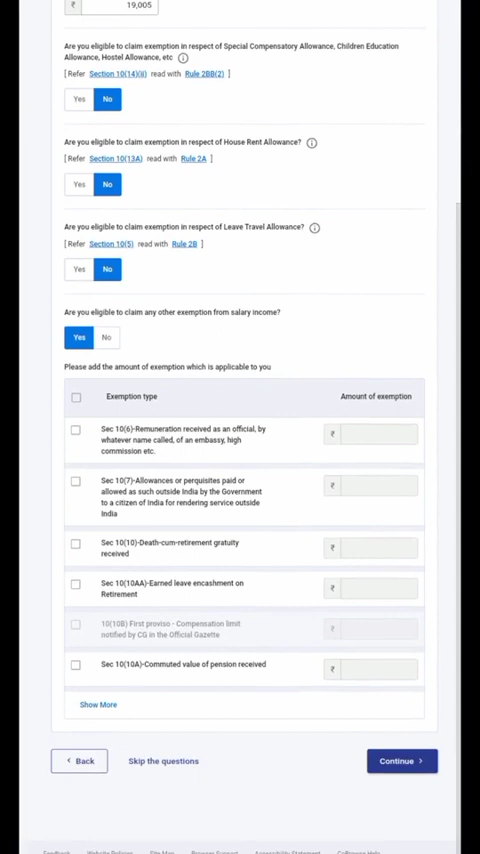 ₹ 19,005
Are you eligible to claim exemption in respect of Special Compensatory Allowance, Children Education
Allowance, Hostel Allowance, etc
[ Refer Section 10(14)(ii) read with Rule 2BB(2) ]
Yes No
Are you eligible to claim exemption in respect of House Rent Allowance?
[ Refer Section 10(13A) read with Rule 2A ]
Yes No
Are you eligible to claim exemption in respect of Leave Travel Allowance?
[ Refer Section 10(5) read with Rule 2B ]
Yes No
Are you eligible to claim any other exemption from salary income?
Yes No
Please add the amount of exemption which is applicable to you
Exemption type Amount of exemption
Sec 10(6)-Remuneration received as an official, by ₹
whatever name called, of an embassy, high
commission etc.
Sec 10(7)-Allowances or perquisites paid or ₹
allowed as such outside India by the Government
to a citizen of India for rendering service outside
India
Sec 10(10)-Death-cum-retirement gratuity ₹
received
Sec 10(10AA)-Earned leave encashment on ₹
Retirement
10(10B) First proviso - Compensation limit ₹
notified by CG in the Official Gazette
Sec 10(10A)-Commuted value of pension received ₹
Show More
< Back Skip the questions Continue >
Feedback Website Policies Site Map Browser Support Accessibility Statement